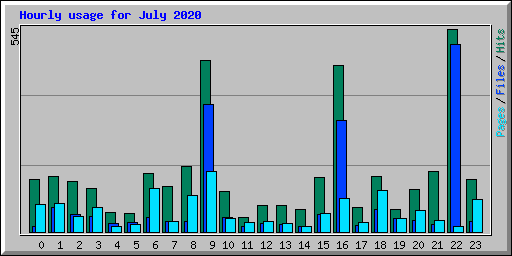 Hourly usage for July 2020
545
Pages / Files / Hits
0 1 2 3 4 5 6 7 8 9 10 11 12 13 14 15 16 17 18 19 20 21 22 23